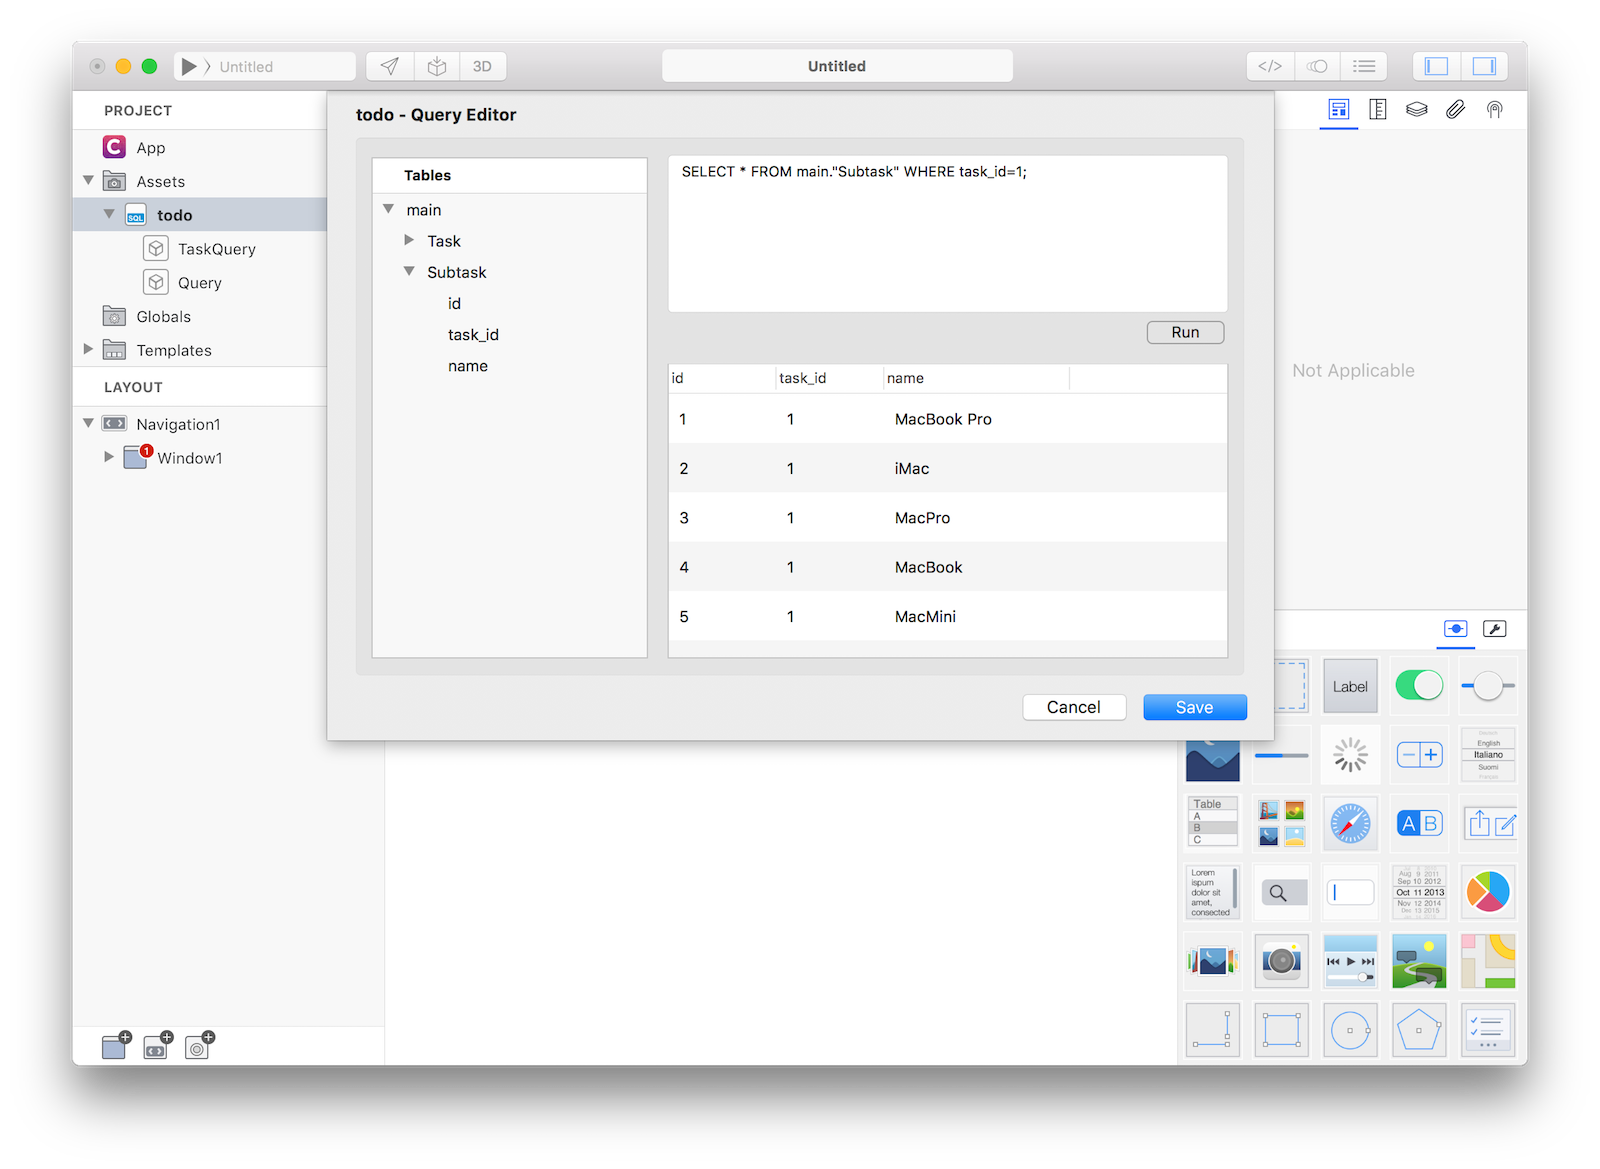 Untitled
3D
Untitled
</>
PROJECT
App
Assets
SQL
todo
TaskQuery
Query
Globals
Templates
LAYOUT
Navigation1
1
Window1
todo - Query Editor
Tables
main
Task
Subtask
id
task_id
name
SELECT * FROM main."Subtask" WHERE task_id=1;
Run
id task_id name
1 1 MacBook Pro
2 1 iMac
3 1 MacPro
4 1 MacBook
5 1 MacMini
Cancel
Save
Not Applicable
Label
Deutsch
English
Italiano
Suomi
Français
Table
A
B
C
A B
Lorem
ispum
dolor sit
amet,
consected
Aug 9 2011
Sep 10 2012
Oct 11 2013
Nov 12 2014
Dec 13 2015